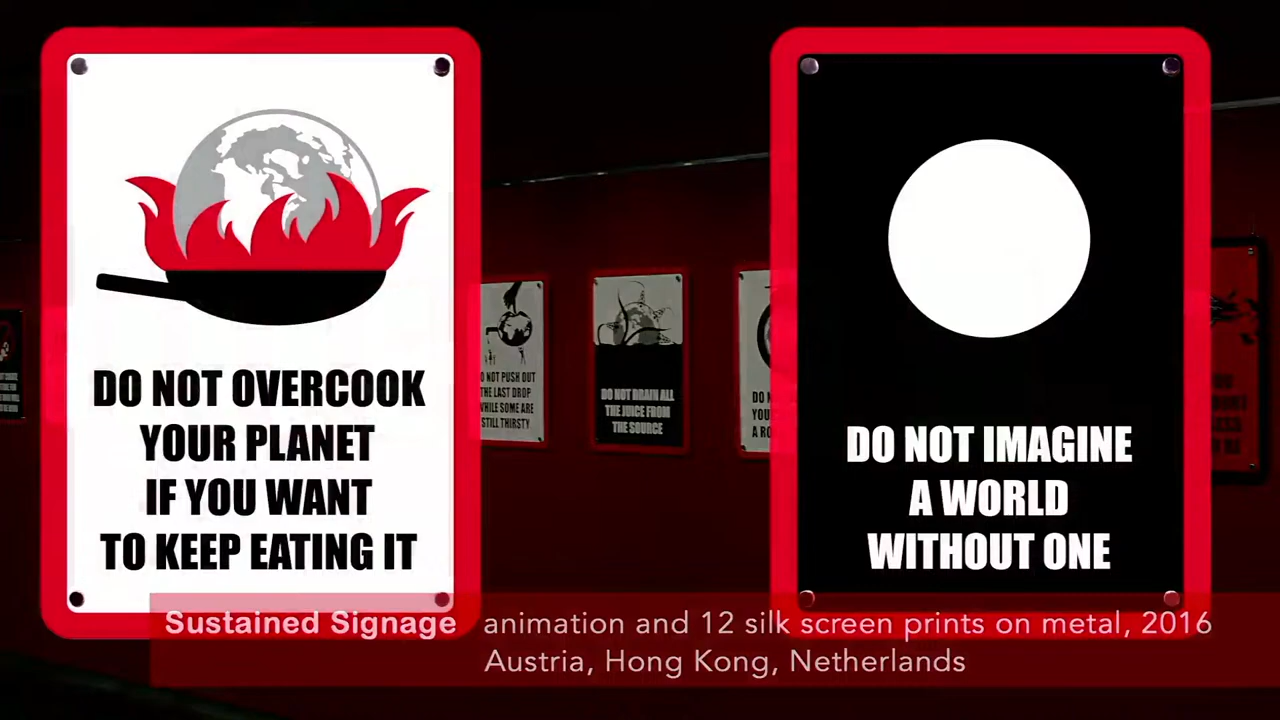 DO NOT OVERCOOK
YOUR PLANET
IF YOU WANT
TO KEEP EATING IT
DO NOT IMAGINE
A WORLD
WITHOUT ONE
NOT PUSH OUT
THE LAST DROP
WHILE SOME ARE
STILL THIRSTY
DO NOT DRAIN ALL
THE JUICE FROM
THE SOURCE
Sustained Signage animation and 12 silk screen prints on metal, 2016
Austria, Hong Kong, Netherlands